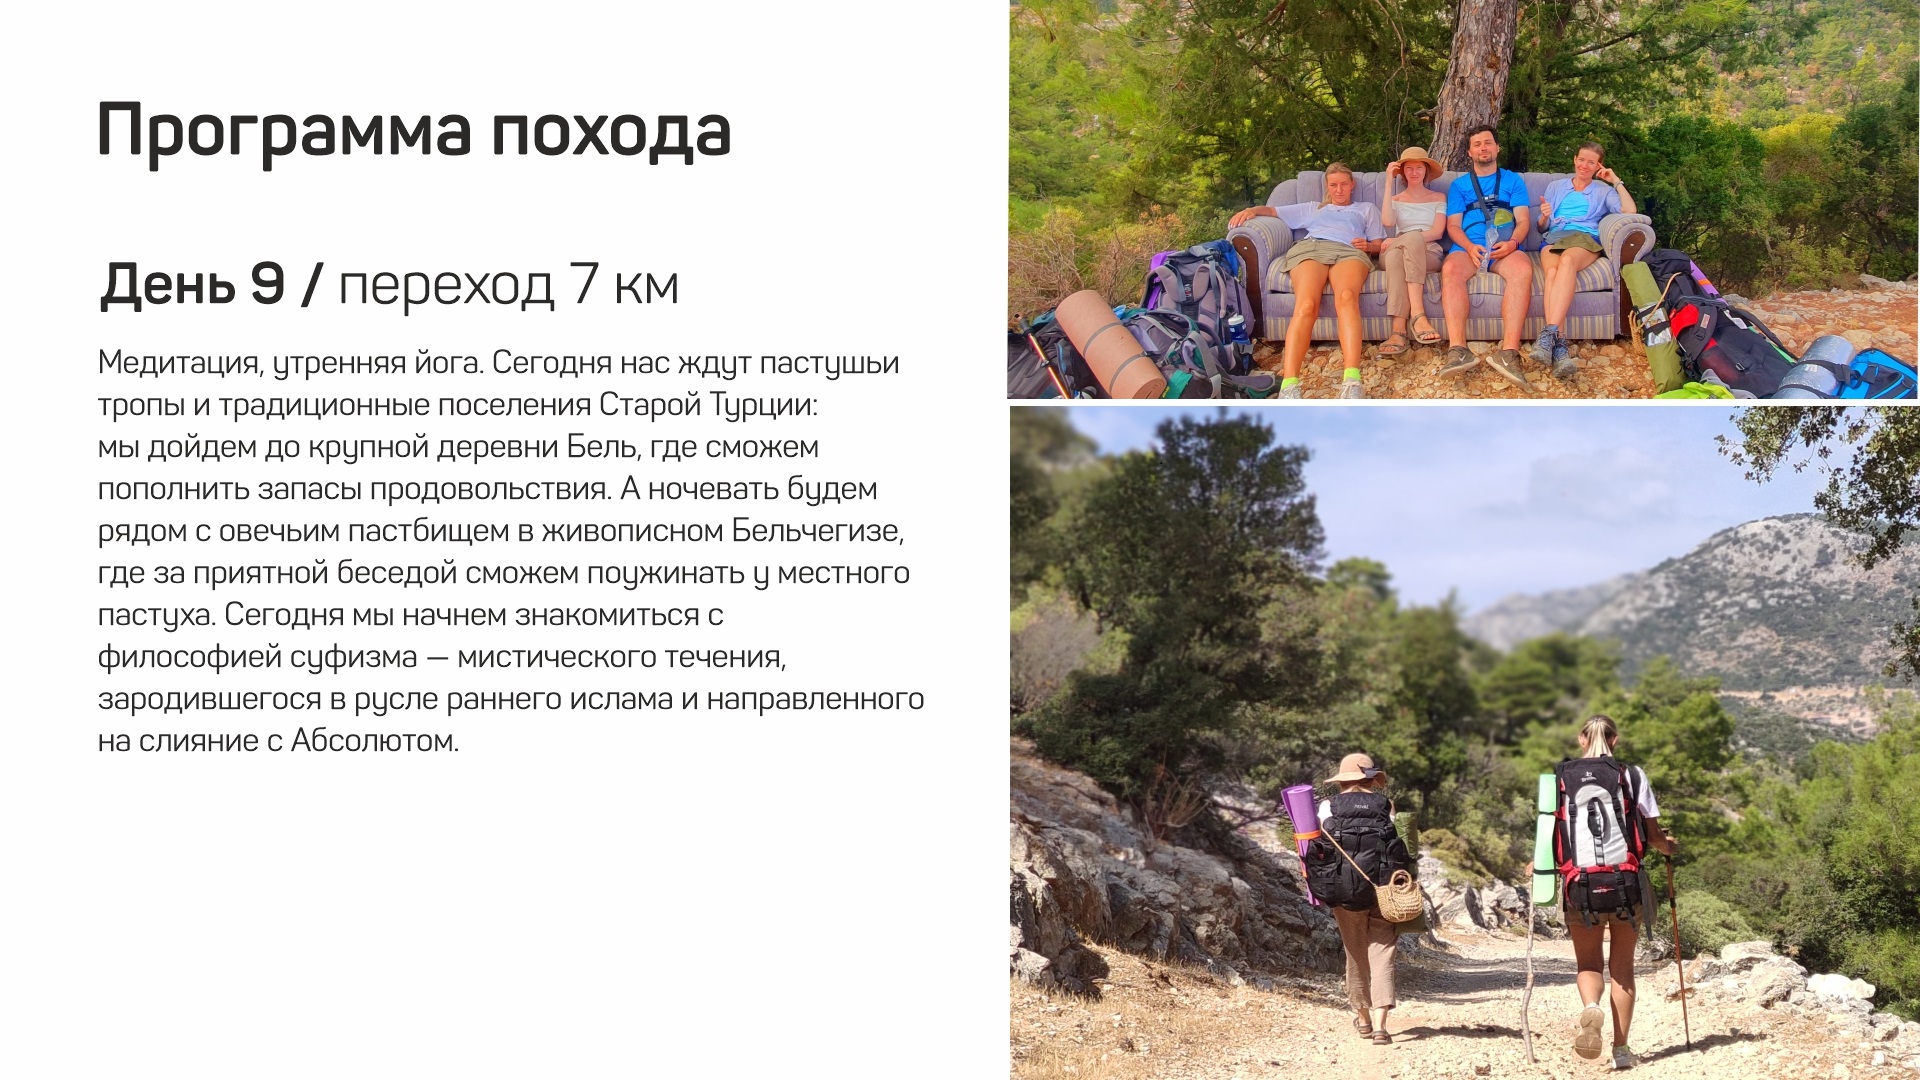 Программа похода
День 9 / переход 7 км
Медитация, утренняя йога. Сегодня нас ждут пастушьи
тропы и традиционные поселения Старой Турции:
мы дойдем до крупной деревни Бель, где сможем
пополнить запасы продовольствия. А ночевать будем
рядом с овечьим пастбищем в живописном Бельчегизе,
где за приятной беседой сможем поужинать у местного
пастуха. Сегодня мы начнем знакомиться с
философией суфизма — мистического течения,
зародившегося в русле раннего ислама и направленного
на слияние с Абсолютом.